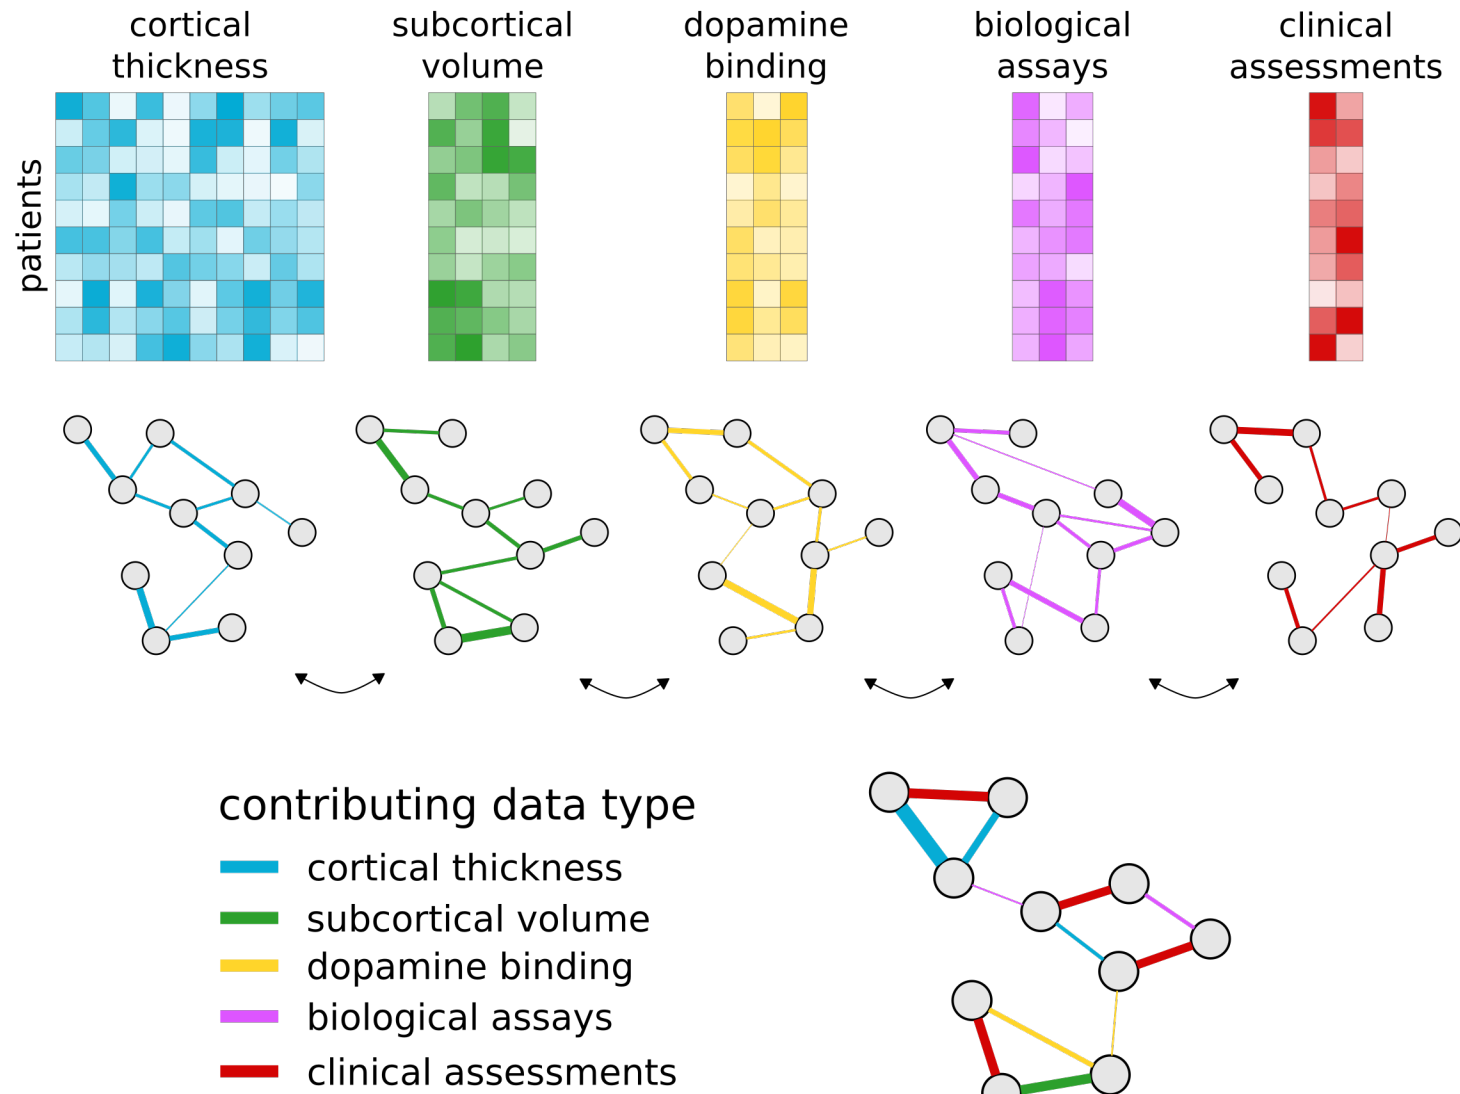 cortical
thickness
subcortical
volume
dopamine
binding
biological
assays
clinical
assessments
patients
contributing data type
cortical thickness
subcortical volume
dopamine binding
biological assays
clinical assessments